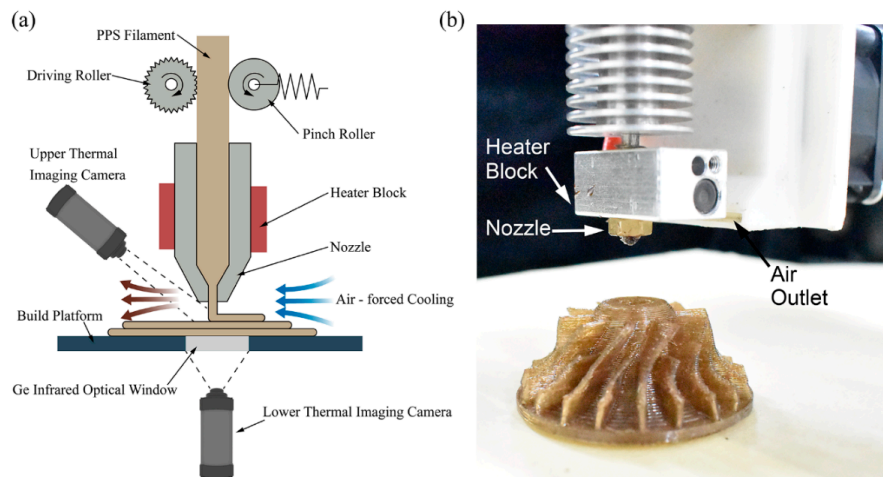 (a)
PPS Filament
Driving Roller
Pinch Roller
Upper Thermal
Imaging Camera
Heater Block
Nozzle
Air - forced Cooling
Build Platform
Ge Infrared Optical Window
Lower Thermal Imaging Camera
(b)
Heater
Block
Nozzle
Air
Outlet